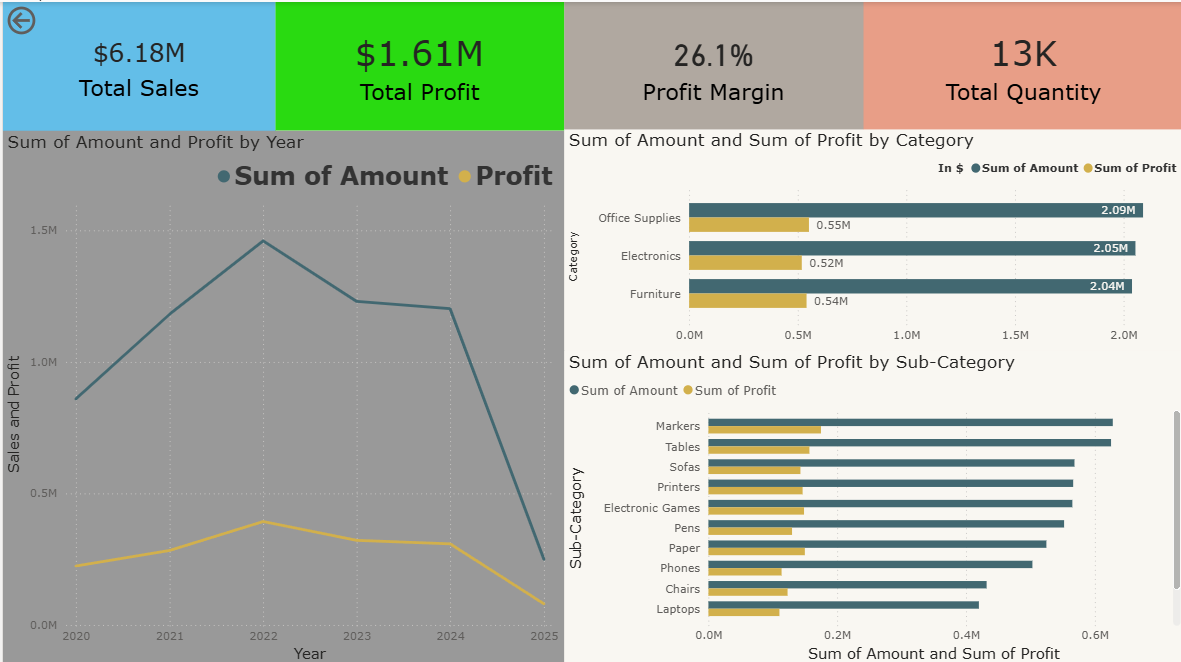 $6.18M
Total Sales
$1.61M
Total Profit
26.1%
Profit Margin
13K
Total Quantity
Sum of Amount and Profit by Year
Sum of Amount Profit
Sales and Profit
1.5M
1.0M
0.5M
0.0M
2020 2021 2022 2023 2024 2025
Year
Sum of Amount and Sum of Profit by Category
In $ Sum of Amount Sum of Profit
Category
Office Supplies 2.09M
0.55M
Electronics 2.05M
0.52M
Furniture 2.04M
0.54M
0.0M 0.5M 1.0M 1.5M 2.0M
Sum of Amount and Sum of Profit by Sub-Category
Sum of Amount Sum of Profit
Sub-Category
Markers
Tables
Sofas
Printers
Electronic Games
Pens
Paper
Phones
Chairs
Laptops
0.0M 0.2M 0.4M 0.6M
Sum of Amount and Sum of Profit